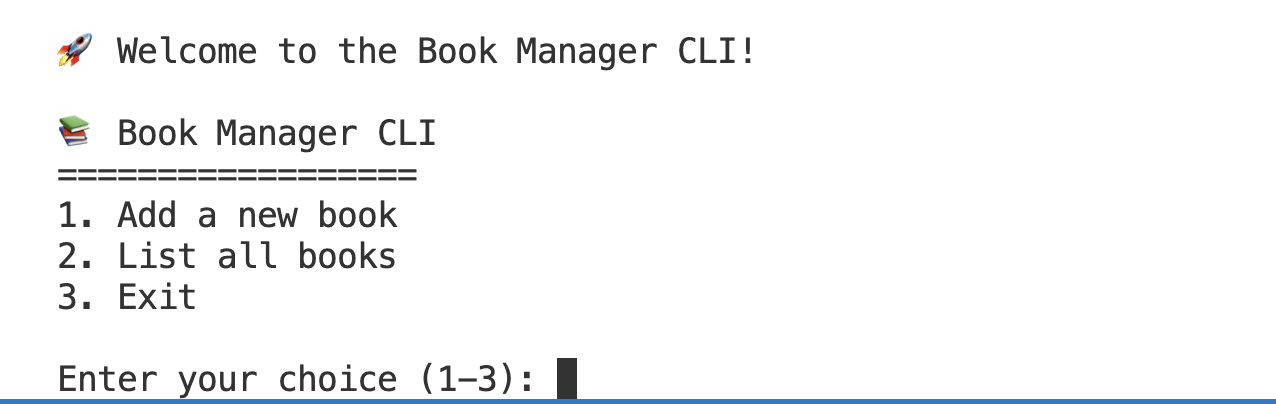 🚀 Welcome to the Book Manager CLI!
📚 Book Manager CLI
==================
1. Add a new book
2. List all books
3. Exit
Enter your choice (1–3):